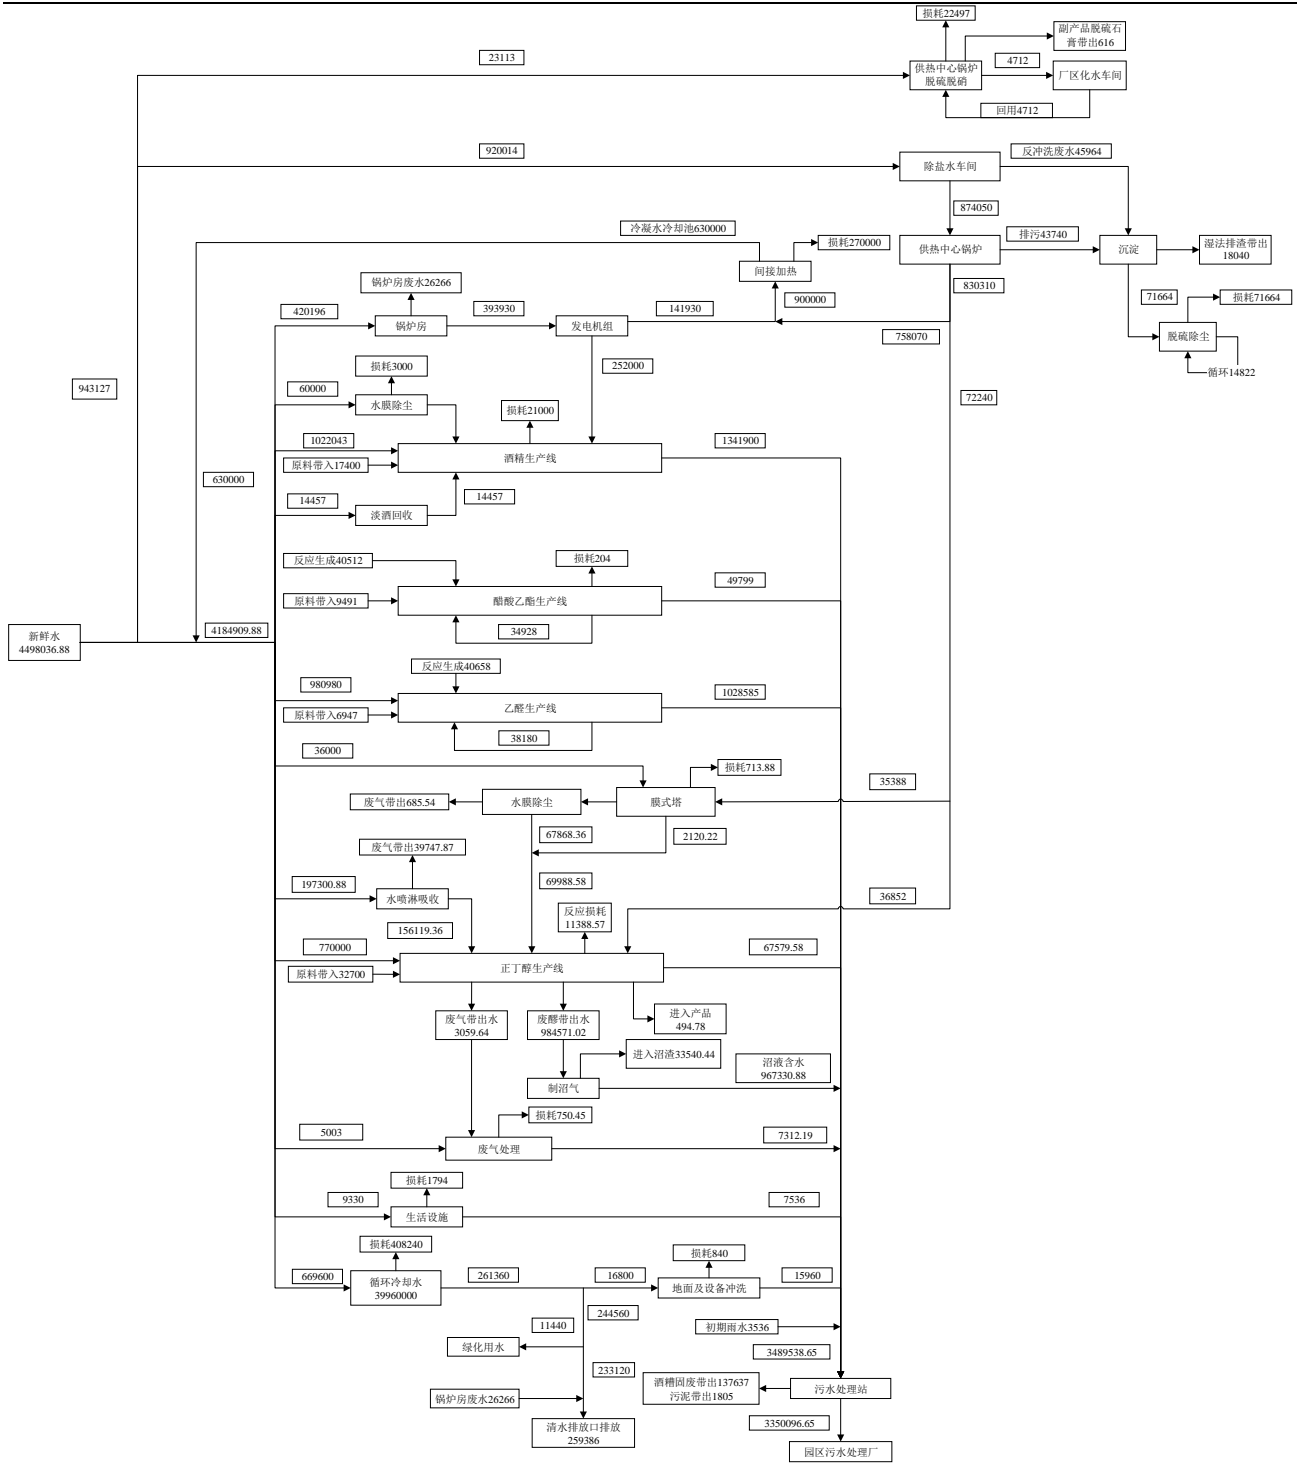 损耗22497
副产品脱硫石
膏带出616
23113
供热中心锅炉
脱硫脱硝
4712
厂区化水车间
回用4712
920014
除盐水车间
反冲洗废水45964
874050
冷凝水冷却池630000
损耗270000
供热中心锅炉
排污43740
沉淀
湿法排渣带出
18040
间接加热
锅炉房废水26266
900000
830310
71664
损耗71664
420196
锅炉房
393930
发电机组
141930
758070
脱硫除尘
循环14822
943127
损耗3000
252000
72240
60000
水膜除尘
损耗21000
1022043
酒精生产线
1341900
原料带入17400
630000
14457
淡酒回收
14457
反应生成40512
损耗204
49799
原料带入9491
醋酸乙酯生产线
34928
新鲜水
4498036.88
4184909.88
反应生成40658
980980
1028585
原料带入6947
乙醛生产线
38180
36000
损耗713.88
35388
废气带出685.54
水膜除尘
膜式塔
67868.36
2120.22
废气带出39747.87
197300.88
69988.58
水喷淋吸收
36852
反应损耗
11388.57
156119.36
770000
67579.58
正丁醇生产线
原料带入32700
废气带出水
3059.64
废醪带出水
984571.02
进入产品
494.78
进入沼渣33540.44
沼液含水
967330.88
制沼气
损耗750.45
5003
废气处理
7312.19
损耗1794
9330
生活设施
7536
损耗408240
损耗840
669600
循环冷却水
39960000
261360
16800
地面及设备冲洗
15960
244560
11440
初期雨水3536
绿化用水
3489538.65
233120
酒糟固废带出137637
污泥带出1805
污水处理站
锅炉房废水26266
清水排放口排放
259386
3350096.65
园区污水处理厂